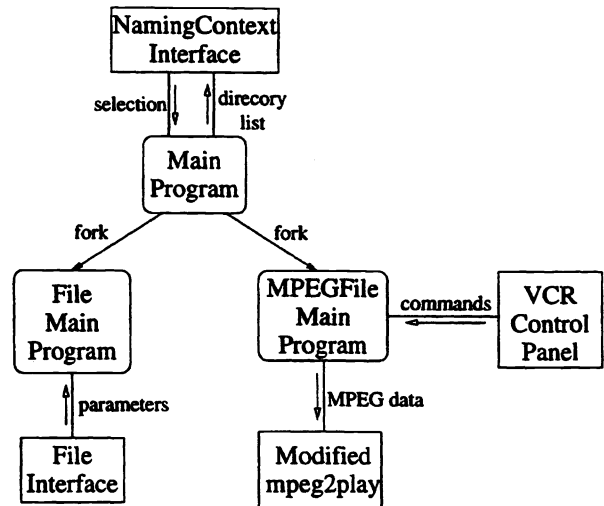 NamingContext
Interface
selection
direcory
list
Main
Program
fork
fork
File
Main
Program
MPEGFile
Main
Program
commands
VCR
Control
Panel
parameters
MPEG data
File
Interface
Modified
mpeg2play